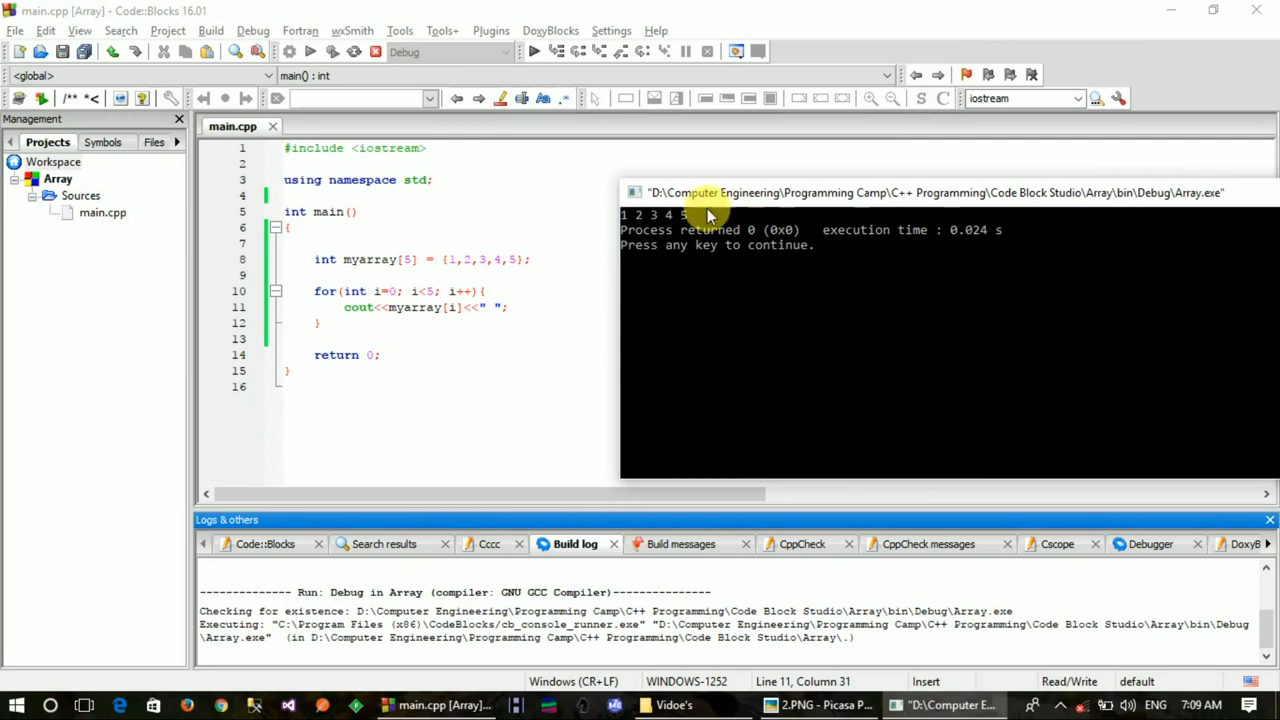 main.cpp [Array] - Code::Blocks 16.01
File Edit View Search Project Build Debug Fortran wxSmith Tools Tools+ Plugins DoxyBlocks Settings Help
Debug
<global> main() : int
/** *< S C iostream
Management
Projects Symbols Files
Workspace
Array
Sources
main.cpp
main.cpp
1 #include <iostream>
2
3 using namespace std;
4
5 int main()
6 {
7
8 int myarray[5] = {1,2,3,4,5};
9
10 for(int i=0; i<5; i++){
11 cout<<myarray[i]<<" ";
12 }
13
14 return 0;
15 }
16
"D:\Computer Engineering\Programming Camp\C++ Programming\Code Block Studio\Array\bin\Debug\Array.exe"
1 2 3 4 5
Process returned 0 (0x0) execution time : 0.024 s
Press any key to continue.
Logs & others
Code::Blocks Search results Cccc Build log Build messages CppCheck CppCheck messages Cscope Debugger DoxyB
-------------- Run: Debug in Array (compiler: GNU GCC Compiler)---------------
Checking for existence: D:\Computer Engineering\Programming Camp\C++ Programming\Code Block Studio\Array\bin\Debug\Array.exe
Executing: "C:\Program Files (x86)\CodeBlocks/cb_console_runner.exe" "D:\Computer Engineering\Programming Camp\C++ Programming\Code Block Studio\Array\bin\Debug
\Array.exe" (in D:\Computer Engineering\Programming Camp\C++ Programming\Code Block Studio\Array\.)
Windows (CR+LF) WINDOWS-1252 Line 11, Column 31 Insert Read/Write default
main.cpp [Array]... Vidoe's 2.PNG - Picasa P... "D:\Computer En... 7:09 AM